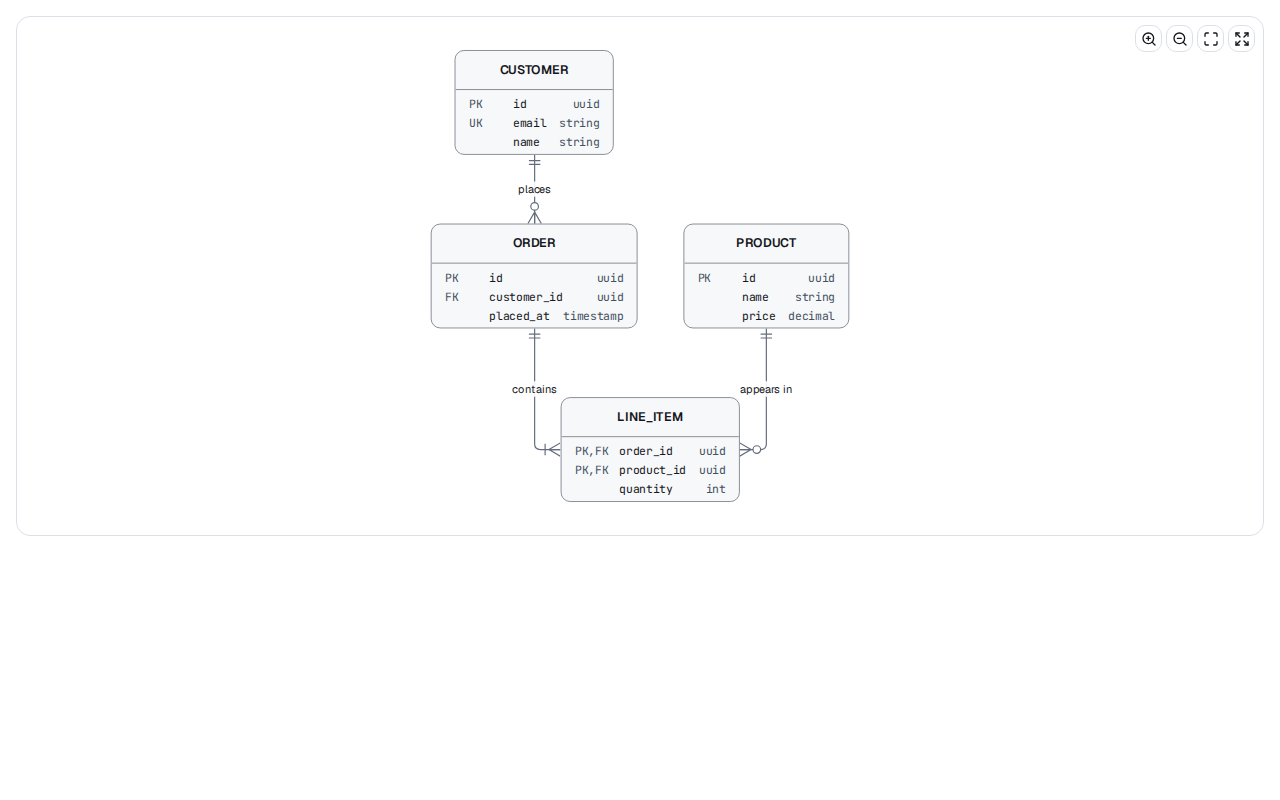 CUSTOMER
PK id uuid
UK email string
name string
places
ORDER
PK id uuid
FK customer_id uuid
placed_at timestamp
PRODUCT
PK id uuid
name string
price decimal
contains
appears in
LINE_ITEM
PK,FK order_id uuid
PK,FK product_id uuid
quantity int